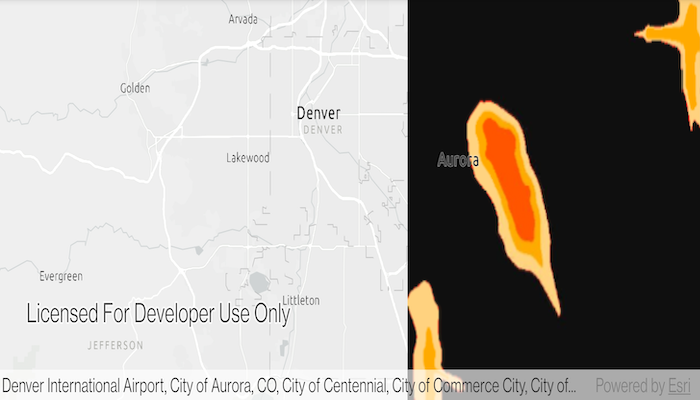 Arvada
Golden
Denver
DENVER
Lakewood
Aurora
Evergreen
Littleton
Licensed For Developer Use Only
JEFFERSON
Denver International Airport, City of Aurora, CO, City of Centennial, City of Commerce City, City of... Powered by Esri